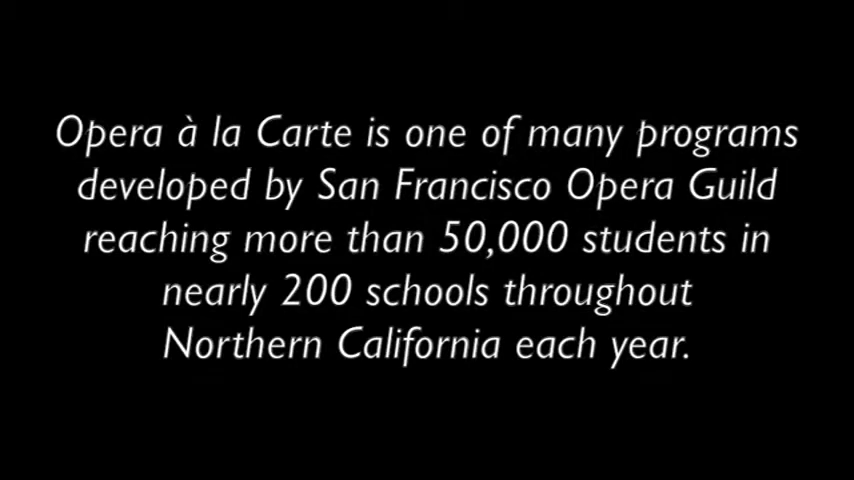 Opera à la Carte is one of many programs
developed by San Francisco Opera Guild
reaching more than 50,000 students in
nearly 200 schools throughout
Northern California each year.